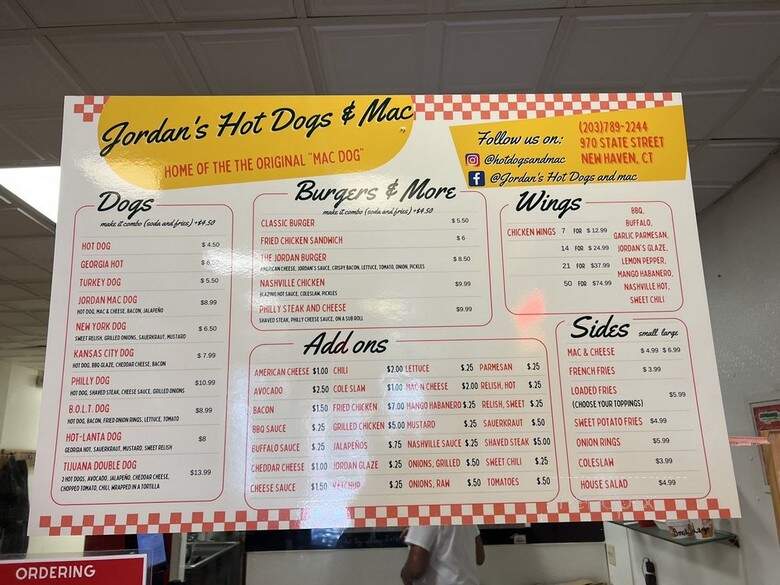 Jordan's Hot Dogs & Mac
HOME OF THE THE ORIGINAL "MAC DOG"
Follow us on:
@hotdogsandmac
@Jordan's Hot Dogs and mac
(203)789-2244
970 STATE STREET
NEW HAVEN, CT
Dogs
make it combo (soda and fries) +$4.50
HOT DOG $ 4.50
GEORGIA HOT
TURKEY DOG $ 5.50
JORDAN MAC DOG $8.99
HOT DOG, MAC & CHEESE, BACON, JALAPEÑO
NEW YORK DOG $ 6.50
SWEET RELISH, GRILLED ONIONS, SAUERKRAUT, MUSTARD
KANSAS CITY DOG $ 7.99
HOT DOG, BBQ GLAZE, CHEDDAR CHEESE, BACON
PHILLY DOG $10.99
HOT DOG, SHAVED STEAK, CHEESE SAUCE, GRILLED ONIONS
B.O.L.T. DOG $8.99
HOT DOG, BACON, FRIED ONION RINGS, LETTUCE, TOMATO
HOT-LANTA DOG $8
GEORGIA HOT, SAUERKRAUT, MUSTARD, SWEET RELISH
TIJUANA DOUBLE DOG $13.99
2 HOT DOGS, AVOCADO, JALAPEÑO, CHEDDAR CHEESE,
CHOPPED TOMATO, CHILI, WRAPPED IN A TORTILLA
Burgers & More
make it combo (soda and fries) +$4.50
CLASSIC BURGER $ 5.50
FRIED CHICKEN SANDWICH $ 6
THE JORDAN BURGER $ 8.50
AMERICAN CHEESE, JORDAN'S SAUCE, CRISPY BACON, LETTUCE, TOMATO, ONION, PICKLES
NASHVILLE CHICKEN $9.99
BLAZING HOT SAUCE, COLESLAW, PICKLES
PHILLY STEAK AND CHEESE $9.99
SHAVED STEAK, PHILLY CHEESE SAUCE, ON A SUB ROLL
Wings
CHICKEN WINGS 7 FOR $ 12.99
14 FOR $ 24.99
21 FOR $37.99
50 FOR $74.99
BBQ,
BUFFALO,
GARLIC PARMESAN,
JORDAN'S GLAZE,
LEMON PEPPER,
MANGO HABANERO,
NASHVILLE HOT,
SWEET CHILI
Add ons
AMERICAN CHEESE $1.00 CHILI $2.00 LETTUCE $.25 PARMESAN $.25
AVOCADO $2.50 COLE SLAW $1.00 MAC N CHEESE $2.00 RELISH, HOT $.25
BACON $1.50 FRIED CHICKEN $7.00 MANGO HABANERO $.25 RELISH, SWEET $.25
BBQ SAUCE $.25 GRILLED CHICKEN $5.00 MUSTARD $.25 SAUERKRAUT $.50
BUFFALO SAUCE $.25 JALAPEÑOS $.75 NASHVILLE SAUCE $.25 SHAVED STEAK $5.00
CHEDDAR CHEESE $1.00 JORDAN GLAZE $.25 ONIONS, GRILLED $.50 SWEET CHILI $.25
CHEESE SAUCE $1.50 KETCHUP $.25 ONIONS, RAW $.50 TOMATOES $.50
Sides small large
MAC & CHEESE $ 4.99 $ 6.99
FRENCH FRIES $ 3.99
LOADED FRIES $5.99
(CHOOSE YOUR TOPPINGS)
SWEET POTATO FRIES $4.99
ONION RINGS $5.99
COLESLAW $3.99
HOUSE SALAD $4.99
ORDERING